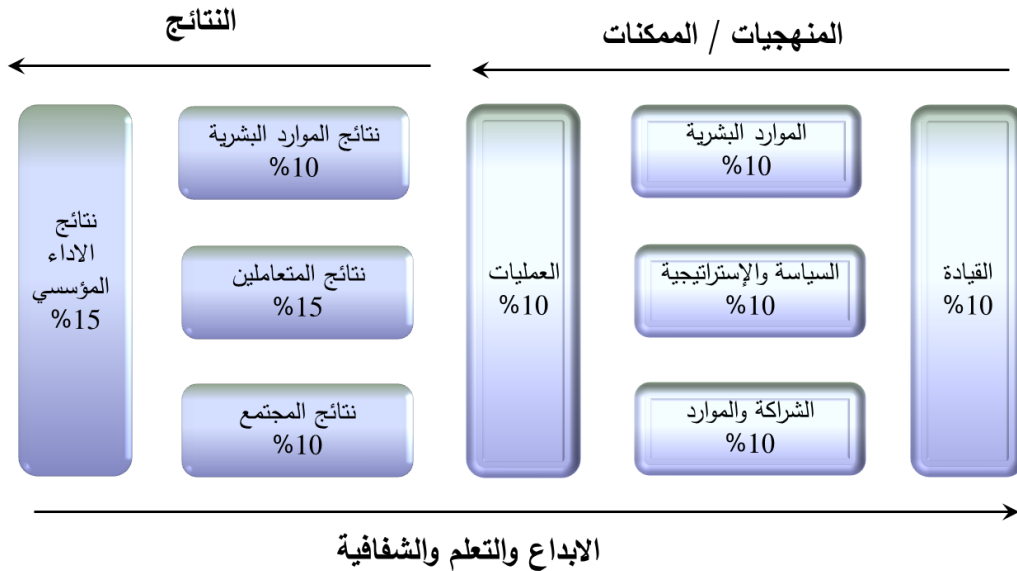 المنهجيات / الممكنات
النتائج
القيادة
%10
الموارد البشرية
%10
السياسة والإستراتيجية
%10
الشراكة والموارد
%10
العمليات
%10
نتائج الموارد البشرية
%10
نتائج المتعاملين
%15
نتائج المجتمع
%10
نتائج
الاداء
المؤسسي
%15
الابداع والتعلم والشفافية